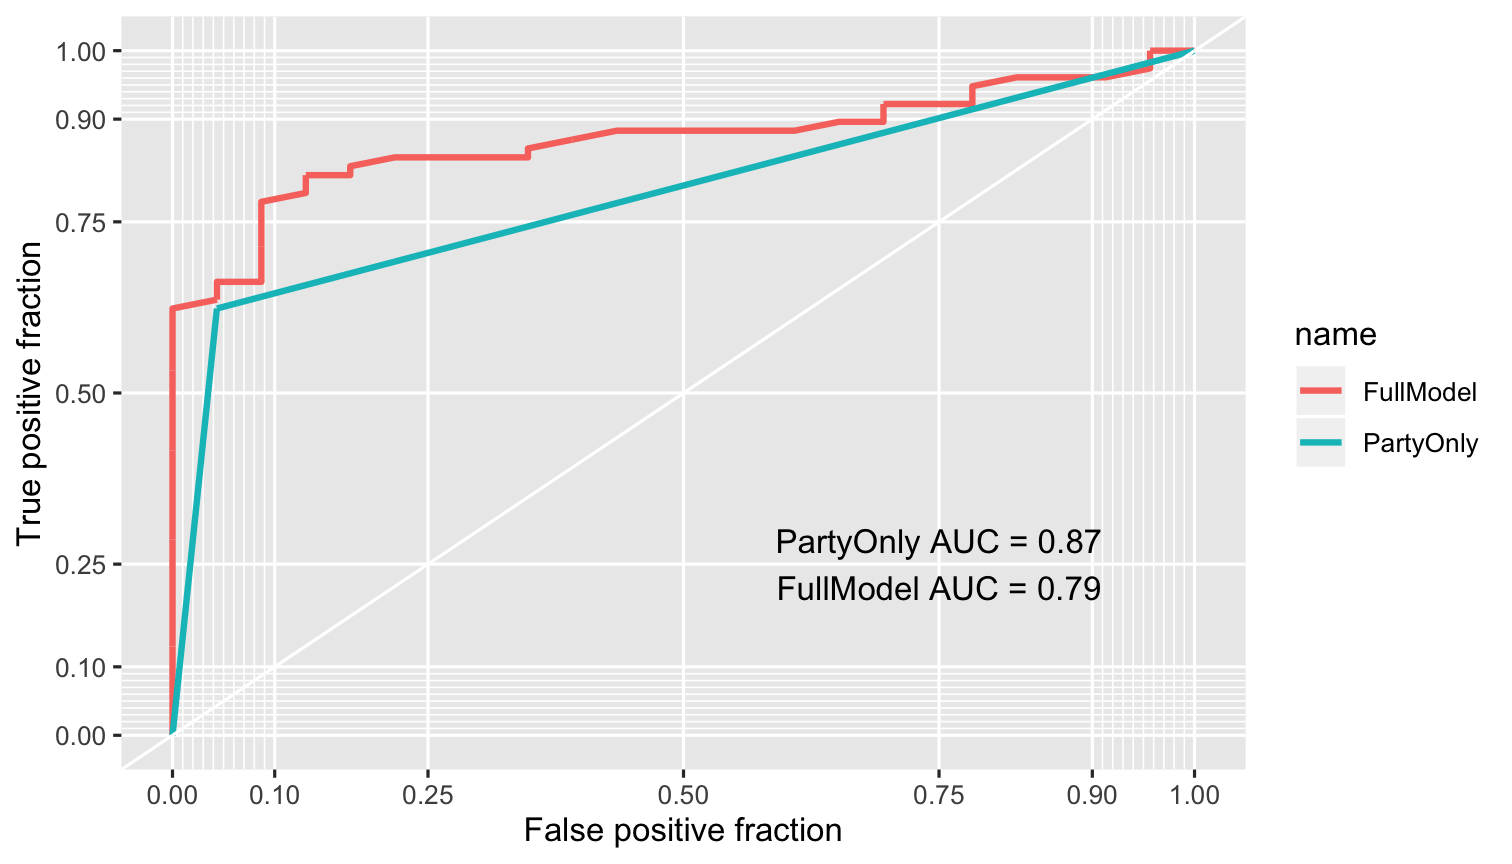 1.00
0.90
0.75
0.50
0.25
0.10
0.00
True positive fraction
PartyOnly AUC = 0.87
FullModel AUC = 0.79
0.00 0.10 0.25 0.50 0.75 0.90 1.00
False positive fraction
name
FullModel
PartyOnly